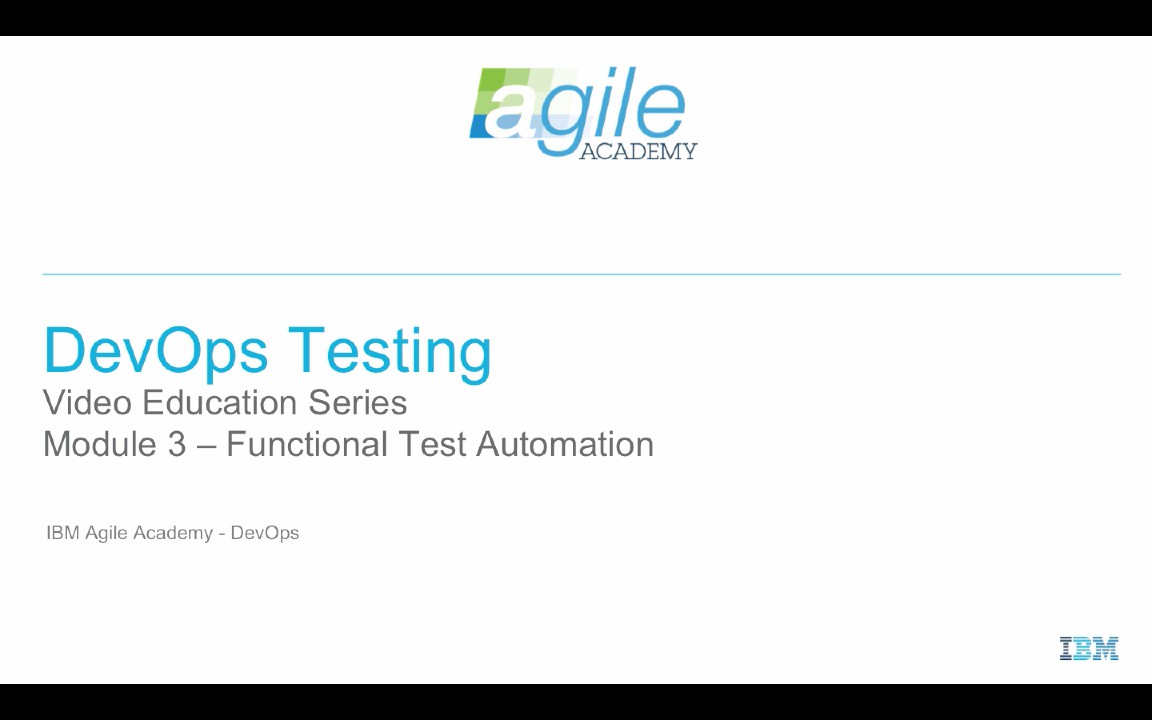 agile
ACADEMY
DevOps Testing
Video Education Series
Module 3 – Functional Test Automation
IBM Agile Academy - DevOps
IBM